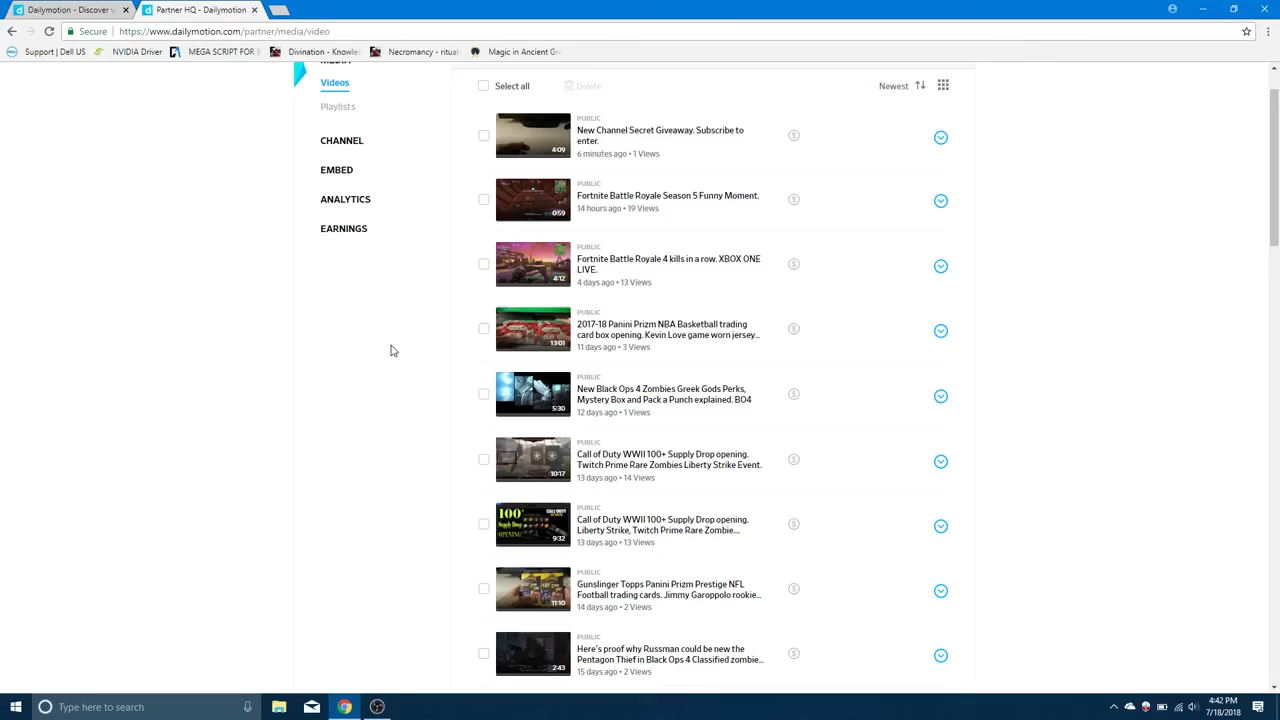 Dailymotion - Discover v
Partner HQ - Dailymotion
Secure
https://www.dailymotion.com/partner/media/video
Support | Dell US
NVIDIA Driver
MEGA SCRIPT FOR B
Divination - Knowle
Necromancy - ritual
Magic in Ancient Gr
MEDIA
Videos
Playlists
CHANNEL
EMBED
ANALYTICS
EARNINGS
Select all
Delete
Newest
4:09
PUBLIC
New Channel Secret Giveaway. Subscribe to
enter.
6 minutes ago • 1 Views
0:59
PUBLIC
Fortnite Battle Royale Season 5 Funny Moment.
14 hours ago • 19 Views
4:12
PUBLIC
Fortnite Battle Royale 4 kills in a row. XBOX ONE
LIVE.
4 days ago • 13 Views
13:01
PUBLIC
2017-18 Panini Prizm NBA Basketball trading
card box opening. Kevin Love game worn jersey...
11 days ago • 3 Views
5:30
PUBLIC
New Black Ops 4 Zombies Greek Gods Perks,
Mystery Box and Pack a Punch explained. BO4
12 days ago • 1 Views
10:17
PUBLIC
Call of Duty WWII 100+ Supply Drop opening.
Twitch Prime Rare Zombies Liberty Strike Event.
13 days ago • 14 Views
100+
Supply Drop
OPENING!
9:32
PUBLIC
Call of Duty WWII 100+ Supply Drop opening.
Liberty Strike, Twitch Prime Rare Zombie...
13 days ago • 13 Views
11:10
PUBLIC
Gunslinger Topps Panini Prizm Prestige NFL
Football trading cards. Jimmy Garoppolo rookie...
14 days ago • 2 Views
2:43
PUBLIC
Here's proof why Russman could be new the
Pentagon Thief in Black Ops 4 Classified zombie...
15 days ago • 2 Views
Type here to search
4:42 PM
7/18/2018